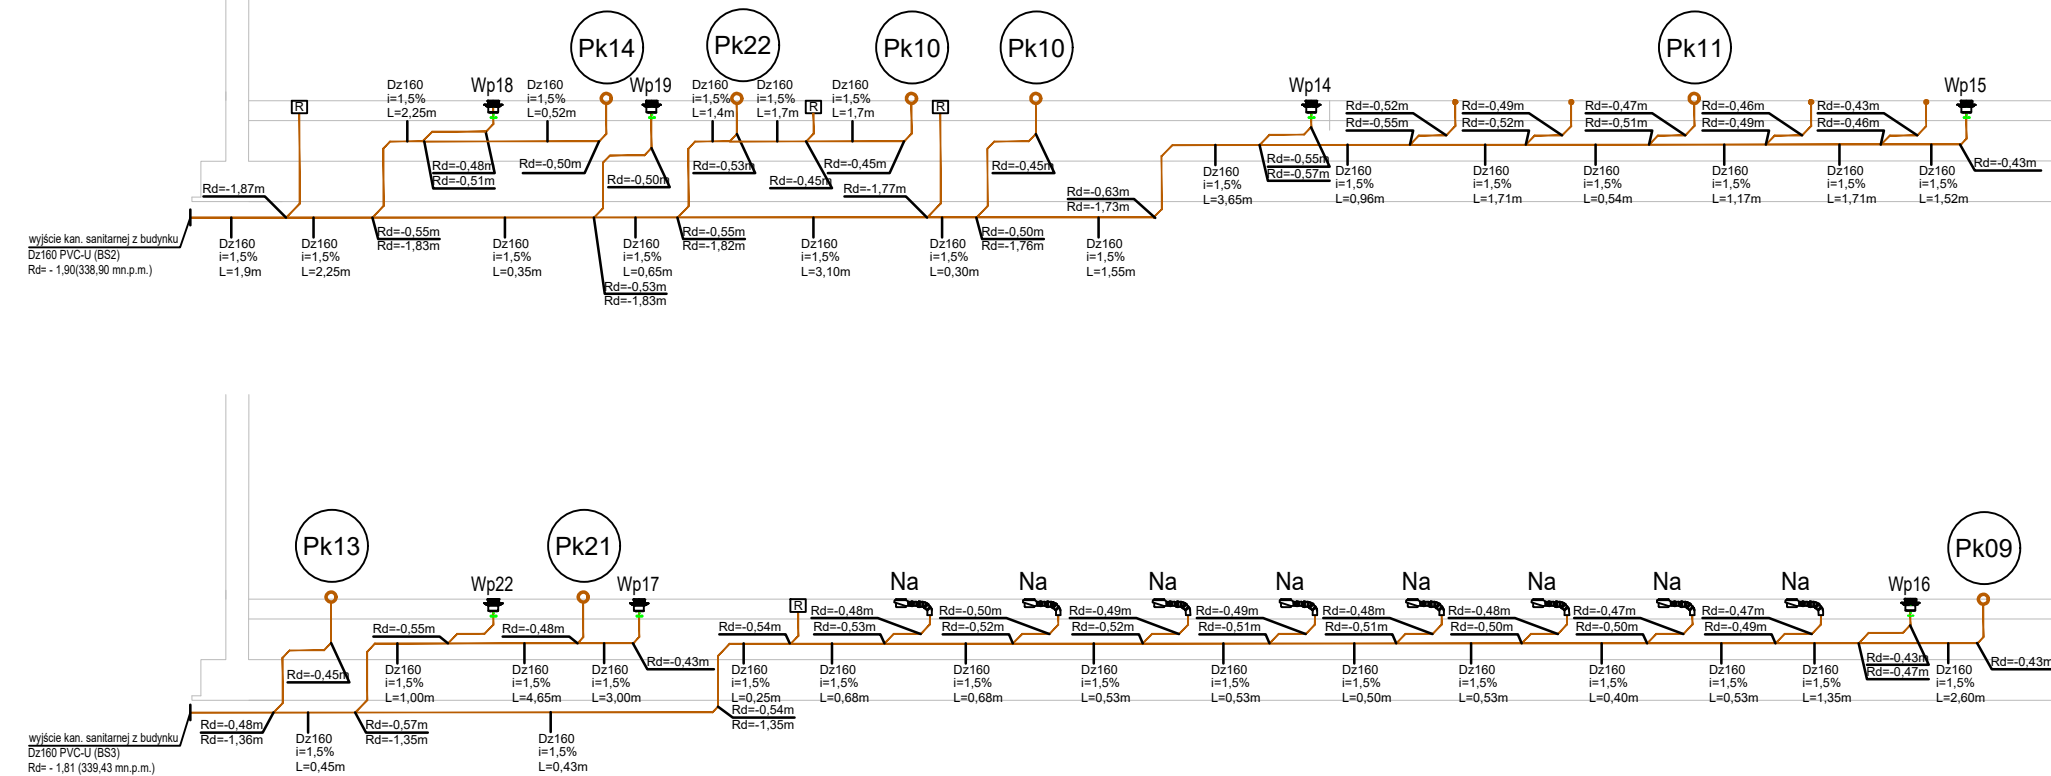 Pk14
Pk22
Pk10
Pk10
Pk11
Wp18
Wp19
Wp14
Wp15
Dz160
i=1,5%
L=2,25m
Dz160
i=1,5%
L=0,52m
Dz160
i=1,5%
L=1,4m
Dz160
i=1,5%
L=1,7m
Dz160
i=1,5%
L=1,7m
R
R
R
Rd=-0,52m
Rd=-0,55m
Rd=-0,49m
Rd=-0,52m
Rd=-0,47m
Rd=-0,51m
Rd=-0,46m
Rd=-0,49m
Rd=-0,43m
Rd=-0,46m
Rd=-1,87m
Rd=-0,48m
Rd=-0,51m
Rd=-0,50m
Rd=-0,50m
Rd=-0,53m
Rd=-0,45m
Rd=-0,45m
Rd=-1,77m
Rd=-0,45m
Rd=-0,63m
Rd=-1,73m
Dz160
i=1,5%
L=3,65m
Rd=-0,55m
Rd=-0,57m
Dz160
i=1,5%
L=0,96m
Dz160
i=1,5%
L=1,71m
Dz160
i=1,5%
L=0,54m
Dz160
i=1,5%
L=1,17m
Dz160
i=1,5%
L=1,71m
Dz160
i=1,5%
L=1,52m
Rd=-0,43m
wyjście kan. sanitarnej z budynku
Dz160 PVC-U (BS2)
Rd= - 1,90(338,90 mn.p.m.)
Dz160
i=1,5%
L=1,9m
Dz160
i=1,5%
L=2,25m
Rd=-0,55m
Rd=-1,83m
Dz160
i=1,5%
L=0,35m
Dz160
i=1,5%
L=0,65m
Rd=-0,53m
Rd=-1,83m
Rd=-0,55m
Rd=-1,82m
Dz160
i=1,5%
L=3,10m
Dz160
i=1,5%
L=0,30m
Rd=-0,50m
Rd=-1,76m
Dz160
i=1,5%
L=1,55m
Pk13
Pk21
Pk09
Wp22
Wp17
Na
Na
Na
Na
Na
Na
Na
Na
Wp16
R
Rd=-0,55m
Rd=-0,48m
Rd=-0,54m
Rd=-0,48m
Rd=-0,53m
Rd=-0,50m
Rd=-0,52m
Rd=-0,49m
Rd=-0,52m
Rd=-0,49m
Rd=-0,51m
Rd=-0,48m
Rd=-0,51m
Rd=-0,48m
Rd=-0,50m
Rd=-0,47m
Rd=-0,50m
Rd=-0,47m
Rd=-0,49m
Rd=-0,45m
Dz160
i=1,5%
L=1,00m
Dz160
i=1,5%
L=4,65m
Dz160
i=1,5%
L=3,00m
Rd=-0,43m
Dz160
i=1,5%
L=0,25m
Dz160
i=1,5%
L=0,68m
Dz160
i=1,5%
L=0,68m
Dz160
i=1,5%
L=0,53m
Dz160
i=1,5%
L=0,53m
Dz160
i=1,5%
L=0,50m
Dz160
i=1,5%
L=0,53m
Dz160
i=1,5%
L=0,40m
Dz160
i=1,5%
L=0,53m
Dz160
i=1,5%
L=1,35m
Rd=-0,43m
Rd=-0,47m
Dz160
i=1,5%
L=2,60m
Rd=-0,43m
wyjście kan. sanitarnej z budynku
Dz160 PVC-U (BS3)
Rd= - 1,81 (339,43 mn.p.m.)
Rd=-0,48m
Rd=-1,36m
Dz160
i=1,5%
L=0,45m
Rd=-0,57m
Rd=-1,35m
Dz160
i=1,5%
L=0,43m
Rd=-0,54m
Rd=-1,35m